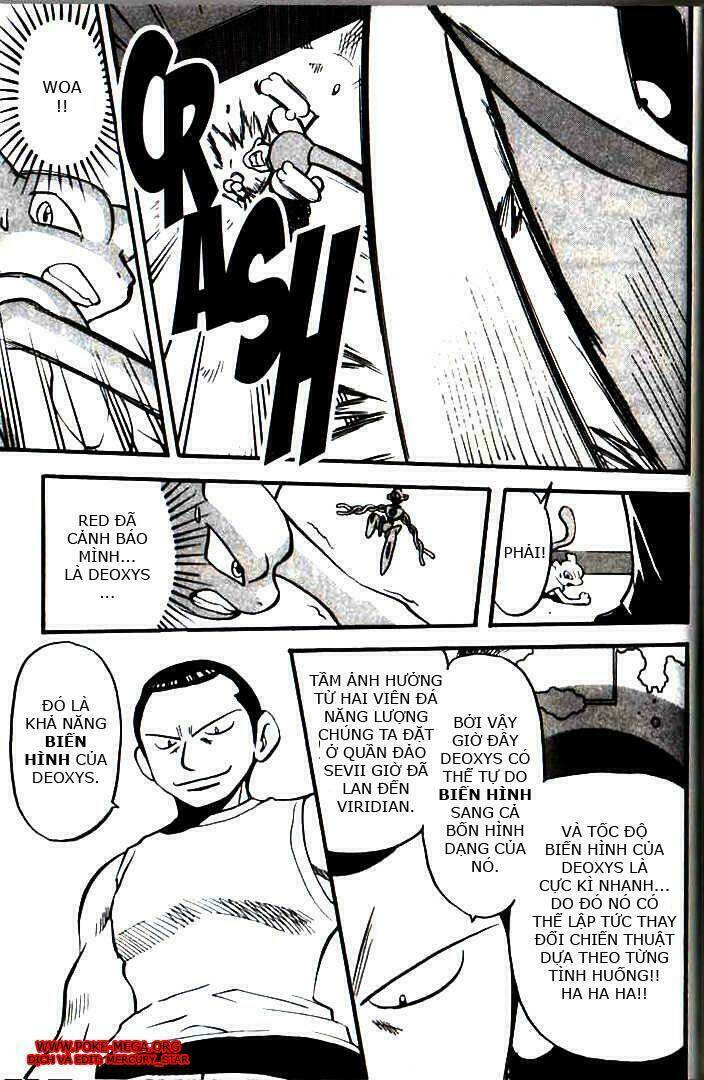 WOA
!!
CR
ASH
RED ĐÃ
CẢNH BÁO
MÌNH...
LÀ DEOXYS
...
PHẢI!
ĐÓ LÀ
KHẢ NĂNG
BIẾN
HÌNH CỦA
DEOXYS.
TẦM ẢNH HƯỞNG
TỪ HAI VIÊN ĐÁ
NĂNG LƯỢNG
CHÚNG TA ĐẶT
Ở QUẦN ĐẢO
SEVII GIỜ ĐÃ
LAN ĐẾN
VIRIDIAN.
BỞI VẬY
GIỜ ĐÂY
DEOXYS CÓ
THỂ TỰ DO
BIẾN HÌNH
SANG CẢ
BỐN HÌNH
DẠNG CỦA
NÓ.
VÀ TỐC ĐỘ
BIẾN HÌNH CỦA
DEOXYS LÀ
CỰC KÌ NHANH...
DO ĐÓ NÓ CÓ
THỂ LẬP TỨC THAY
ĐỔI CHIẾN THUẬT
DỰA THEO TỪNG
TÌNH HUỐNG!!
HA HA HA!!
WWW.POKE-MEGA.ORG
DỊCH VÀ EDIT: MERCURY_STAR